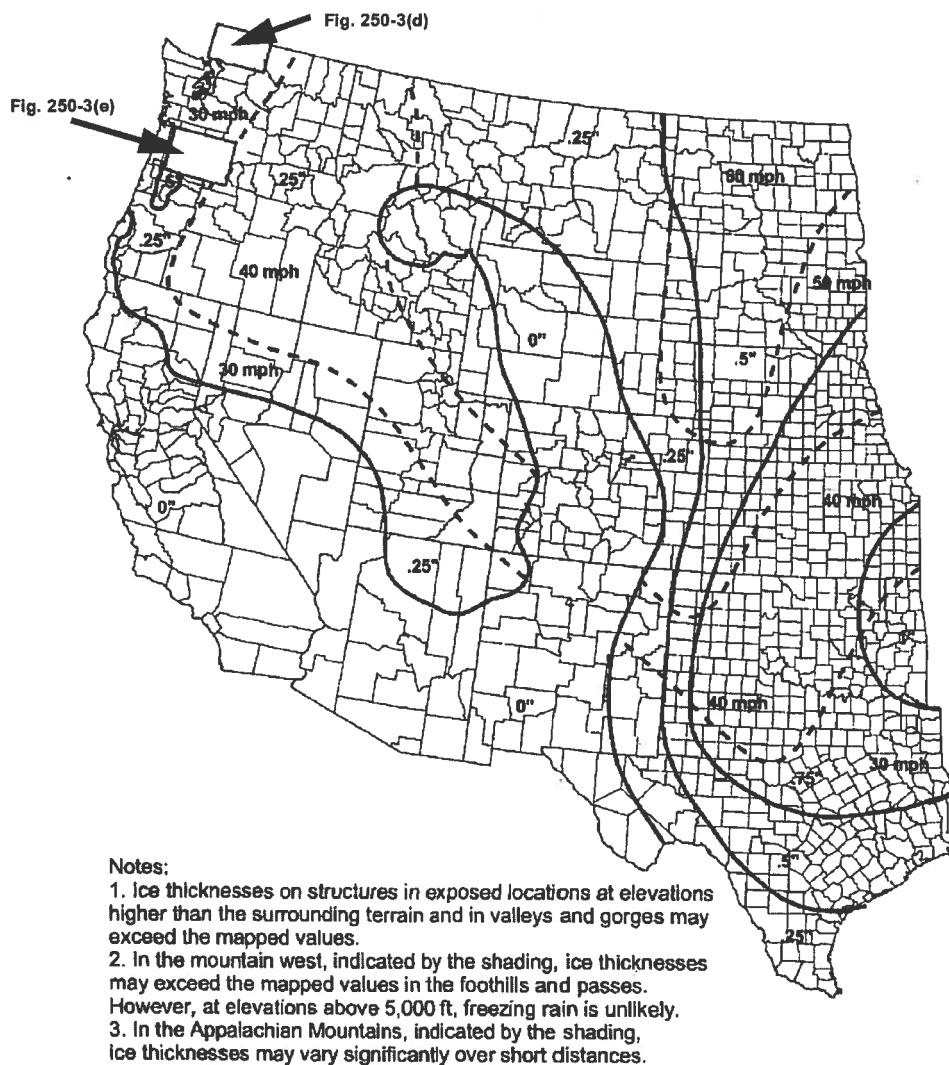 Fig. 250-3(d)
Fig. 250-3(e)
30 mph
.25"
60 mph
.25"
.25"
50 mph
40 mph
0"
.5"
30 mph
.25"
40 mph
0"
.25"
0"
40 mph
.75"
30 mph
.5"
.25"
Notes:
1. Ice thicknesses on structures in exposed locations at elevations
higher than the surrounding terrain and in valleys and gorges may
exceed the mapped values.
2. In the mountain west, indicated by the shading, ice thicknesses
may exceed the mapped values in the foothills and passes.
However, at elevations above 5,000 ft, freezing rain is unlikely.
3. In the Appalachian Mountains, indicated by the shading,
ice thicknesses may vary significantly over short distances.